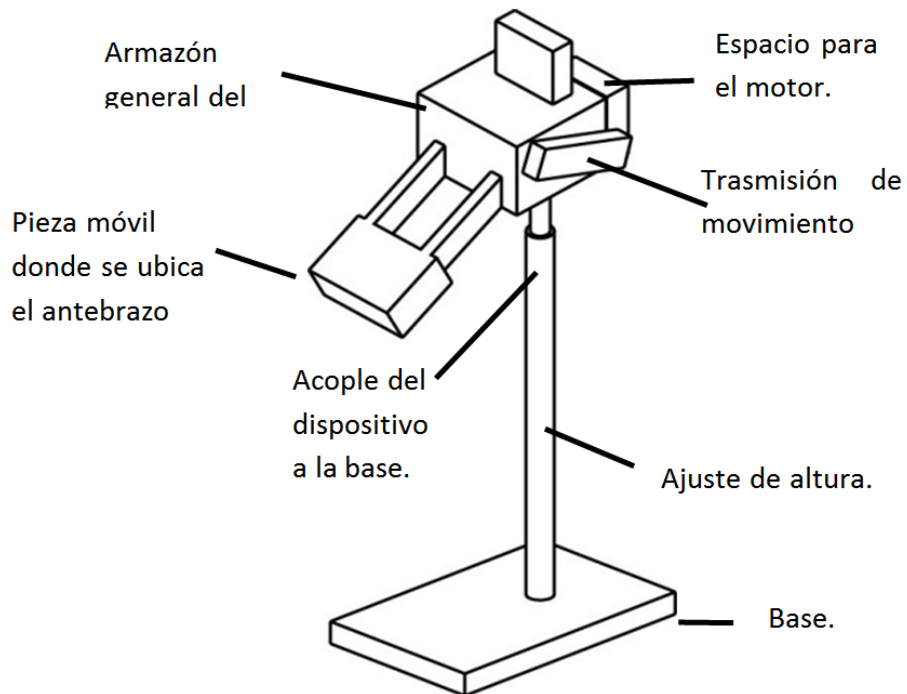 Armazón
general del
Espacio para
el motor.
Trasmisión de
movimiento
Pieza móvil
donde se ubica
el antebrazo
Acople del
dispositivo
a la base.
Ajuste de altura.
Base.